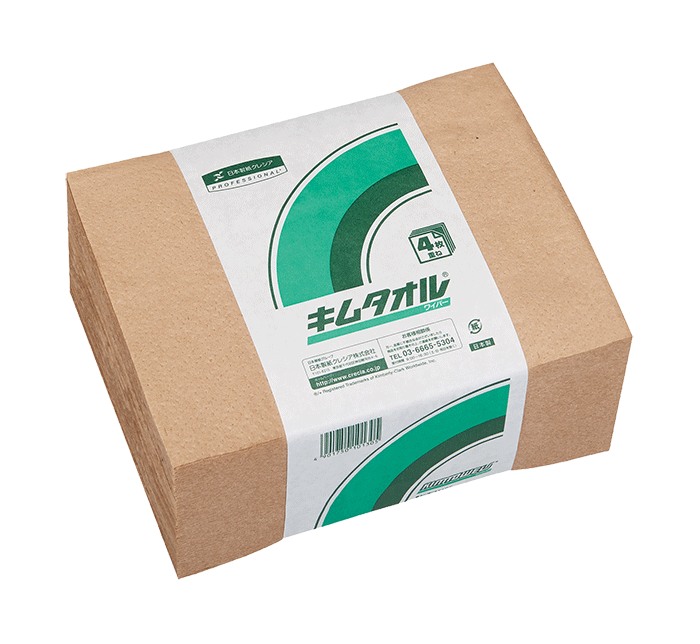 日本製紙クレシア
PROFESSIONAL
4枚
重ね
キムタオル®
ワイパー
日本製紙グループ
日本製紙クレシア株式会社
http://www.crecia.co.jp
お客様相談係
TEL 03-6665-5304
®/™ Registered Trademarks of Kimberly-Clark Worldwide, Inc.
紙
日本製
KIMTOWEL